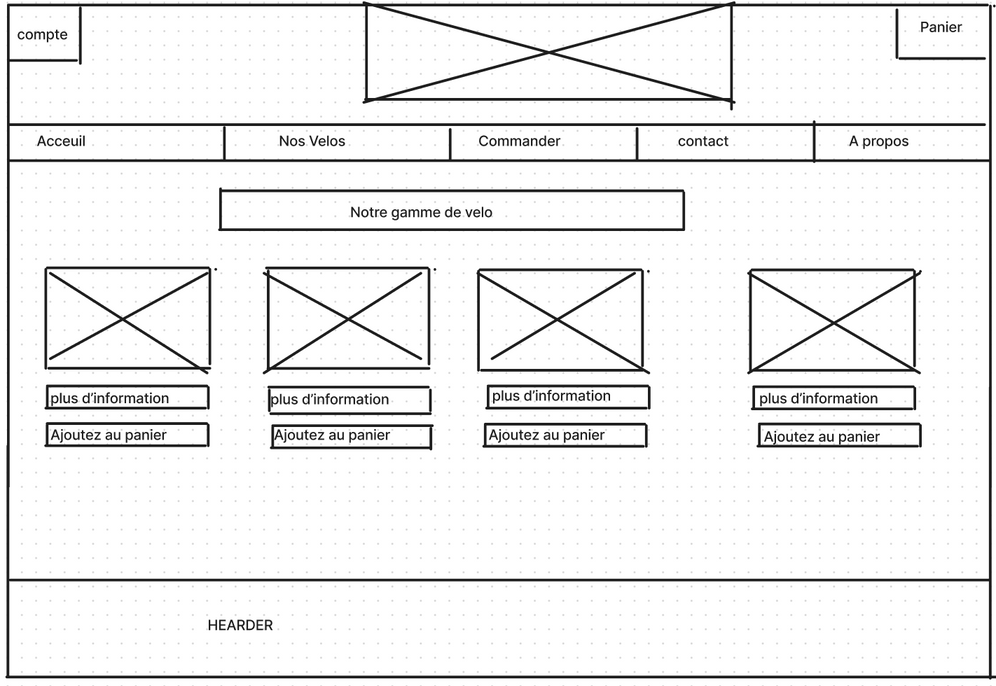 compte
Panier
Acceuil
Nos Velos
Commander
contact
A propos
Notre gamme de velo
plus d'information
plus d'information
plus d'information
plus d'information
Ajoutez au panier
Ajoutez au panier
Ajoutez au panier
Ajoutez au panier
HEARDER